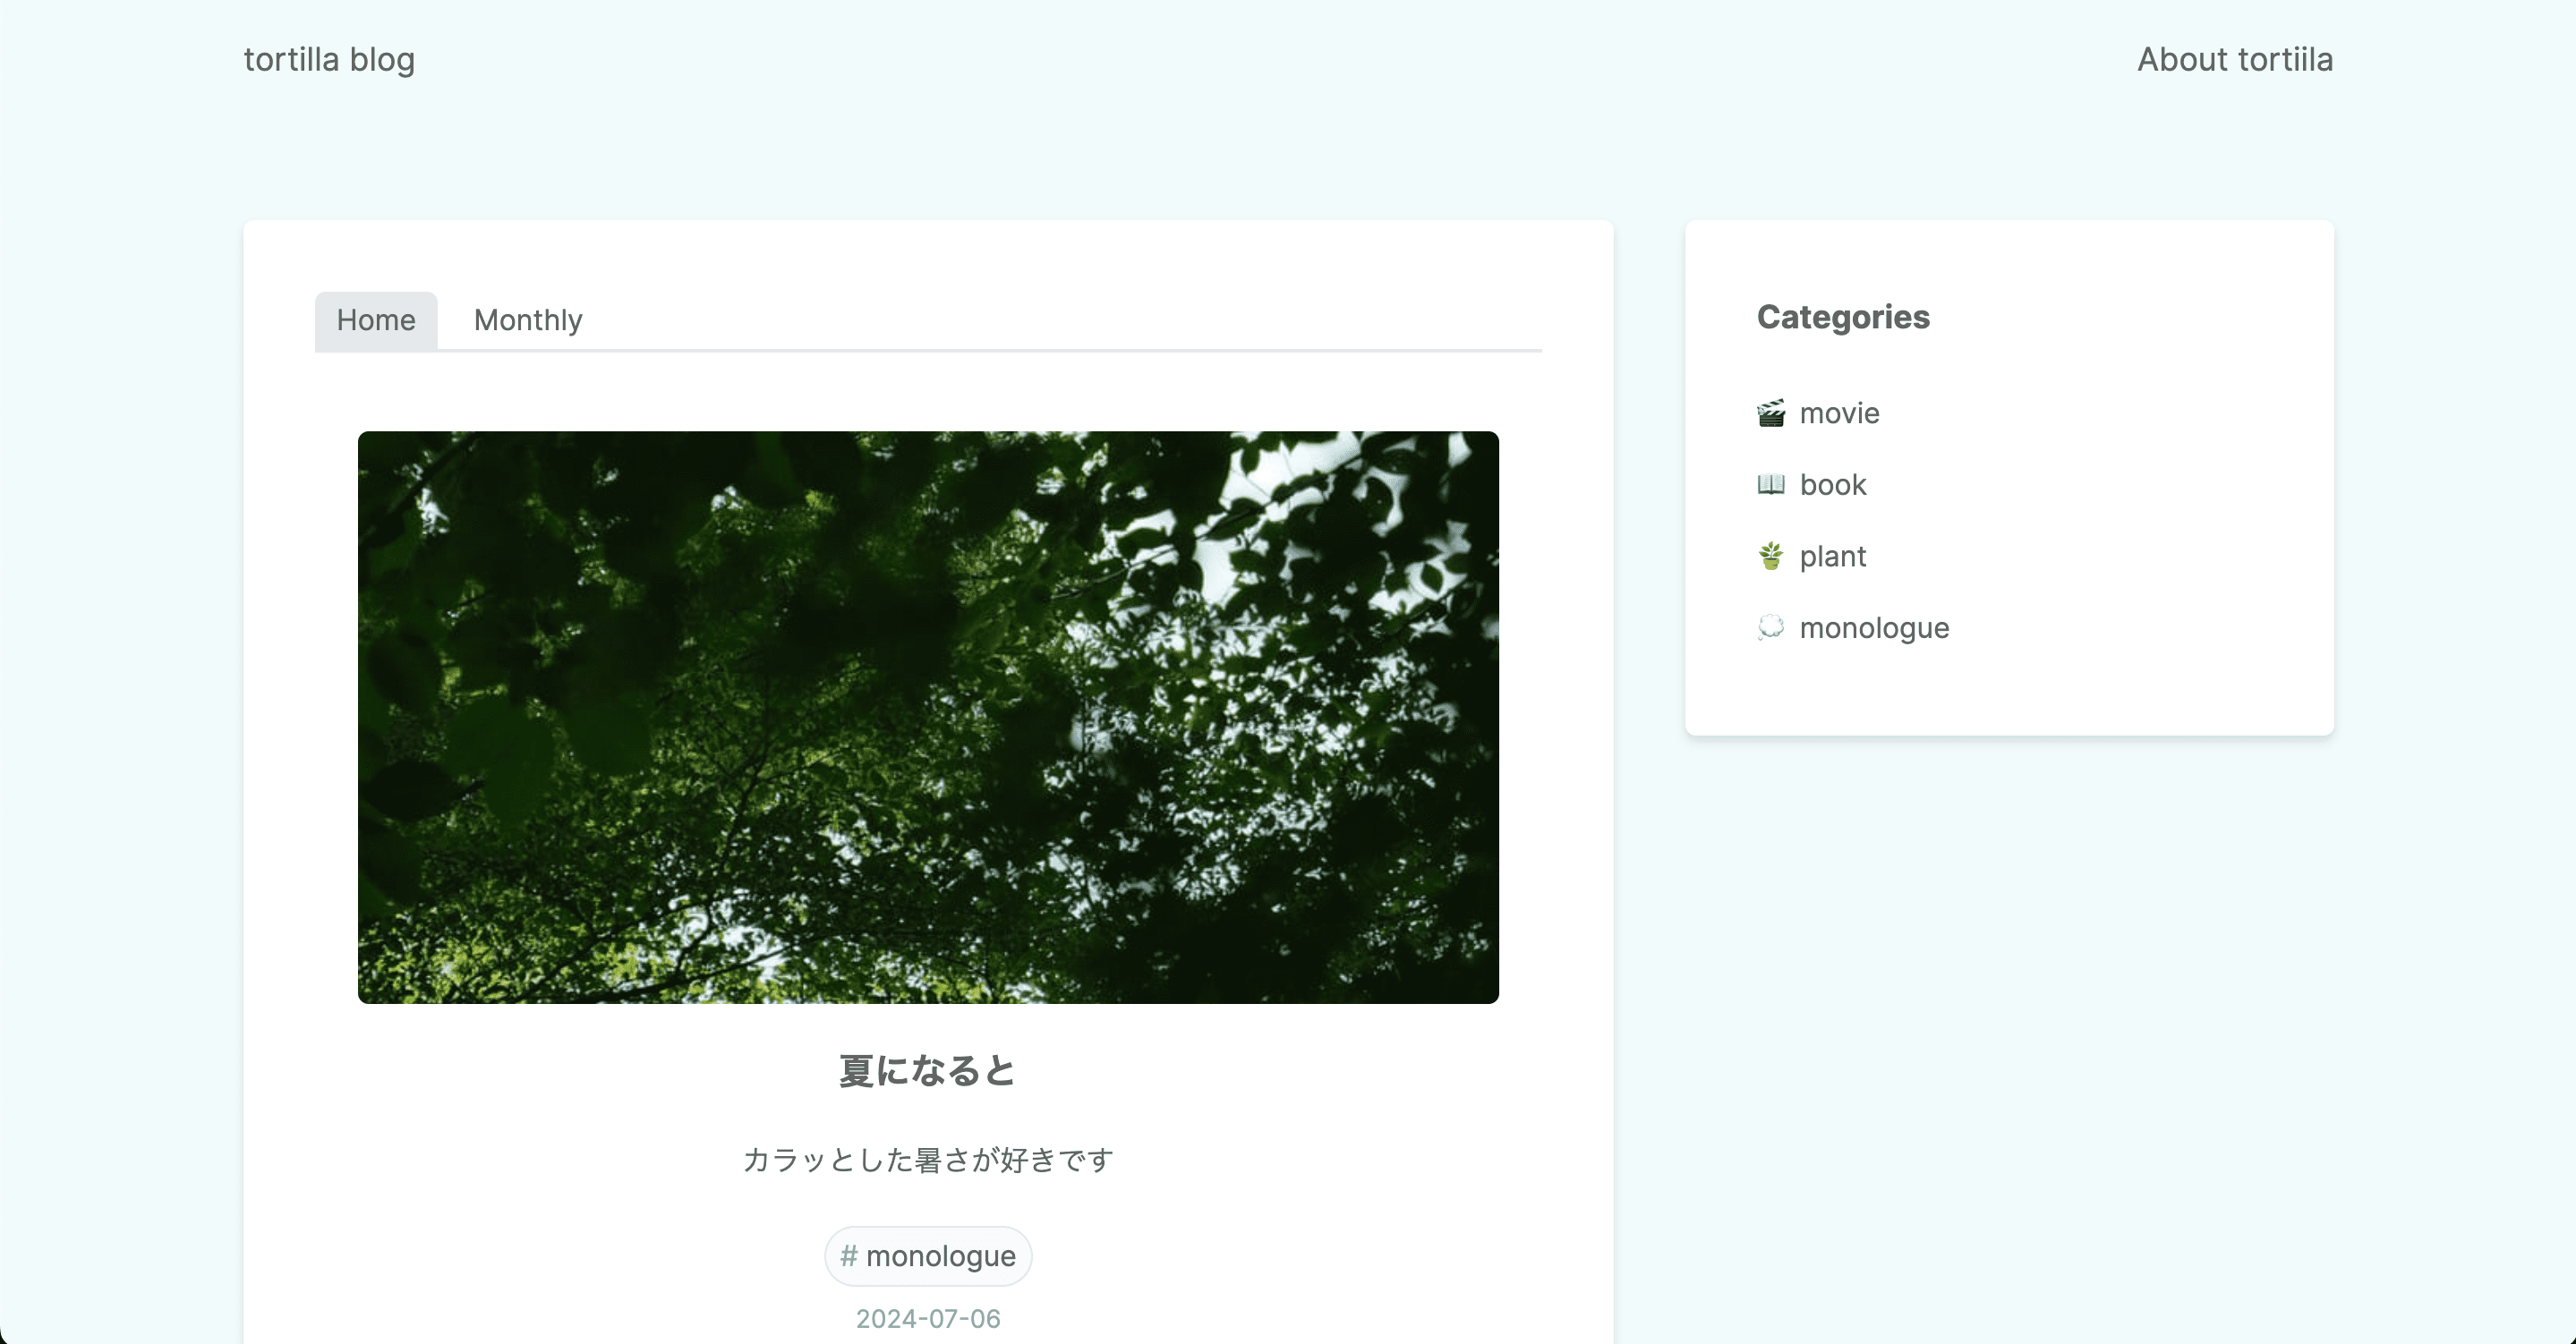 tortilla blog
About tortiila
Home
Monthly
夏になると
カラッとした暑さが好きです
# monologue
2024-07-06
Categories
movie
book
plant
monologue